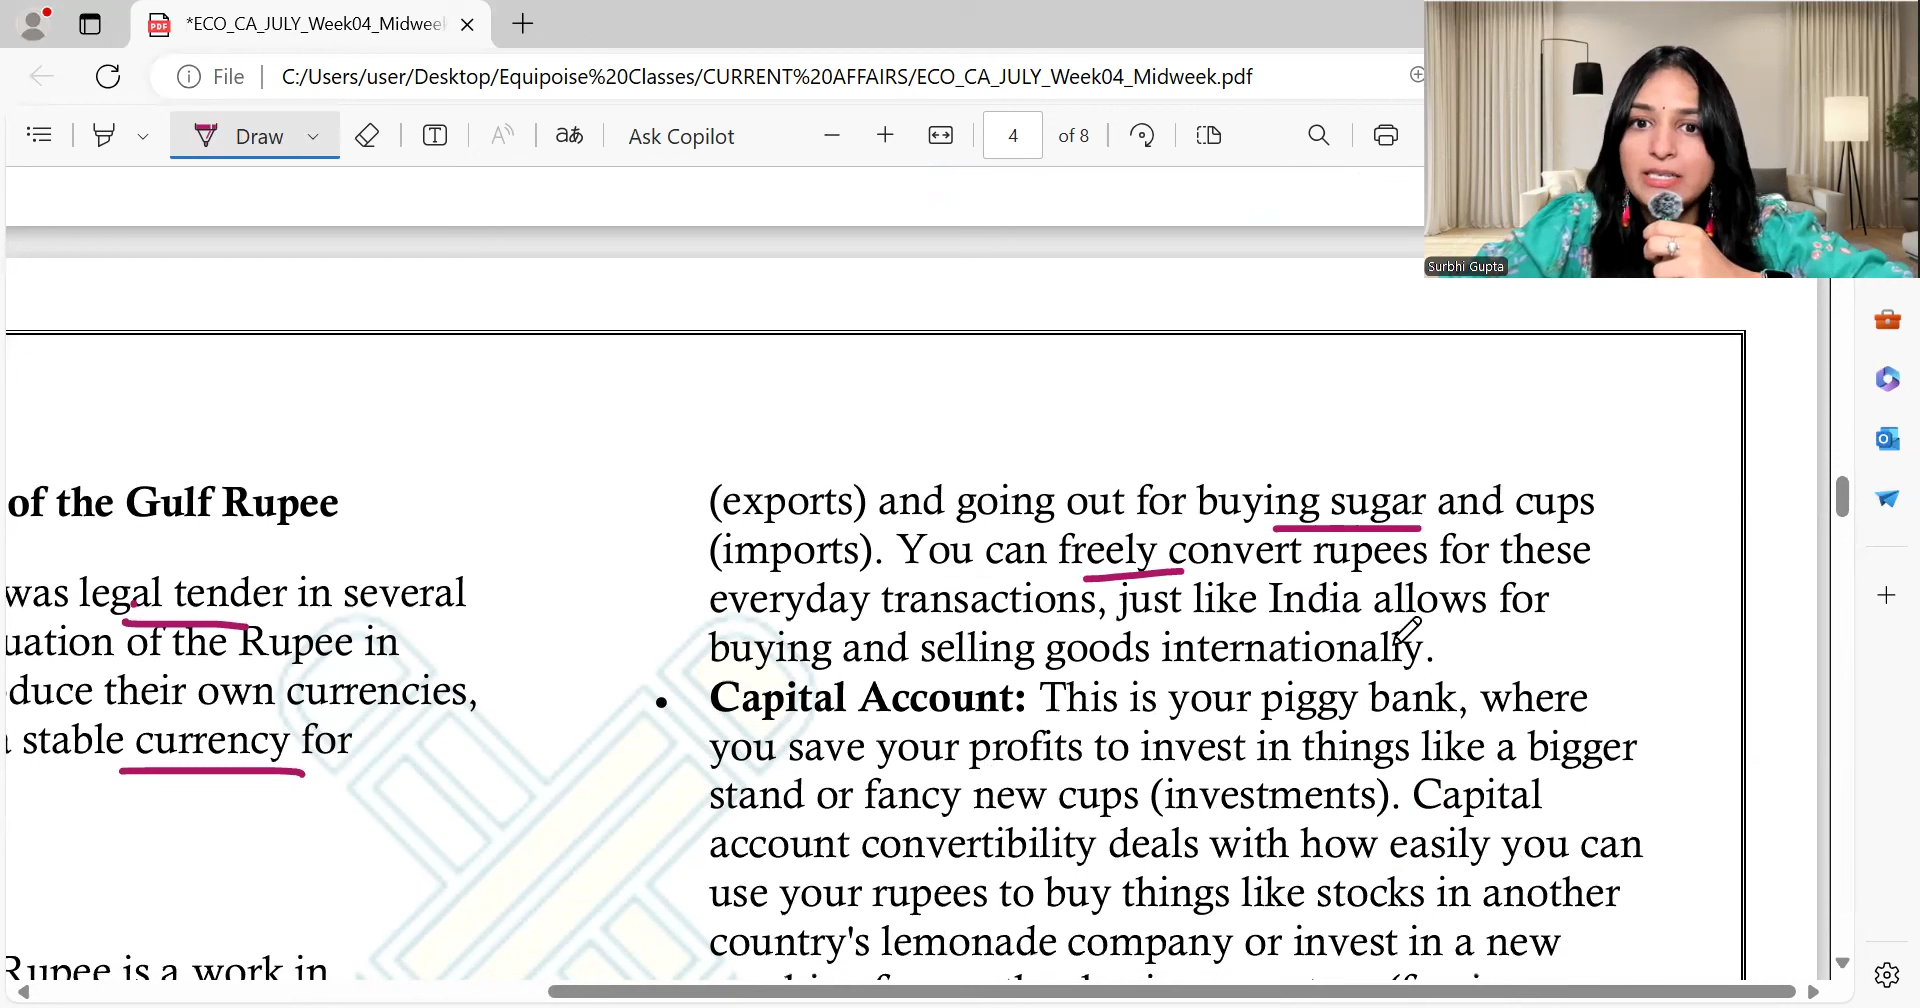 *ECO_CA_JULY_Week04_Midwee
File
C:/Users/user/Desktop/Equipoise%20Classes/CURRENT%20AFFAIRS/ECO_CA_JULY_Week04_Midweek.pdf
Draw
Ask Copilot
4
of 8
Surbhi Gupta
of the Gulf Rupee
was legal tender in several
uation of the Rupee in
duce their own currencies,
stable currency for
Rupee is a work in
(exports) and going out for buying sugar and cups
(imports). You can freely convert rupees for these
everyday transactions, just like India allows for
buying and selling goods internationally.
• Capital Account: This is your piggy bank, where
you save your profits to invest in things like a bigger
stand or fancy new cups (investments). Capital
account convertibility deals with how easily you can
use your rupees to buy things like stocks in another
country's lemonade company or invest in a new